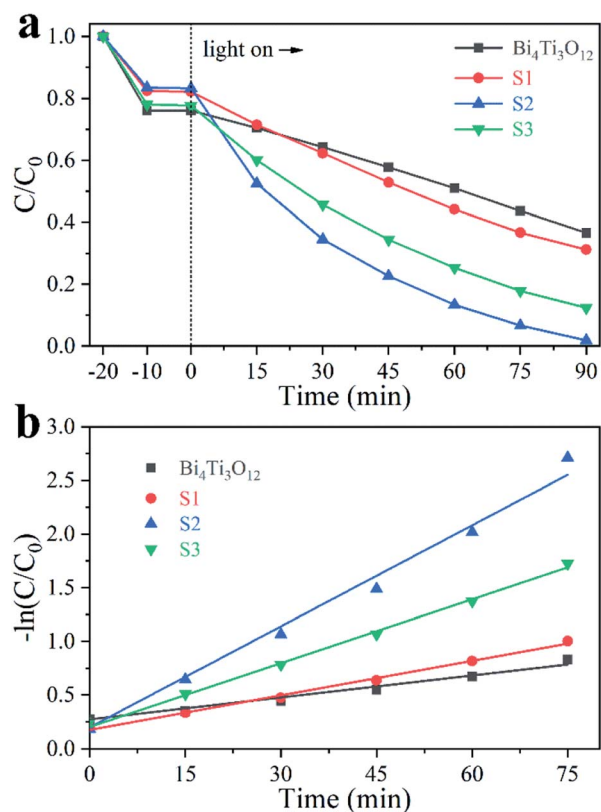 a
C/C₀
1.0
0.8
0.6
0.4
0.2
0.0
light on →
Bi₄Ti₃O₁₂
S1
S2
S3
-20 -10 0 15 30 45 60 75 90
Time (min)
b
-ln(C/C₀)
3.0
2.5
2.0
1.5
1.0
0.5
0.0
Bi₄Ti₃O₁₂
S1
S2
S3
0 15 30 45 60 75
Time (min)